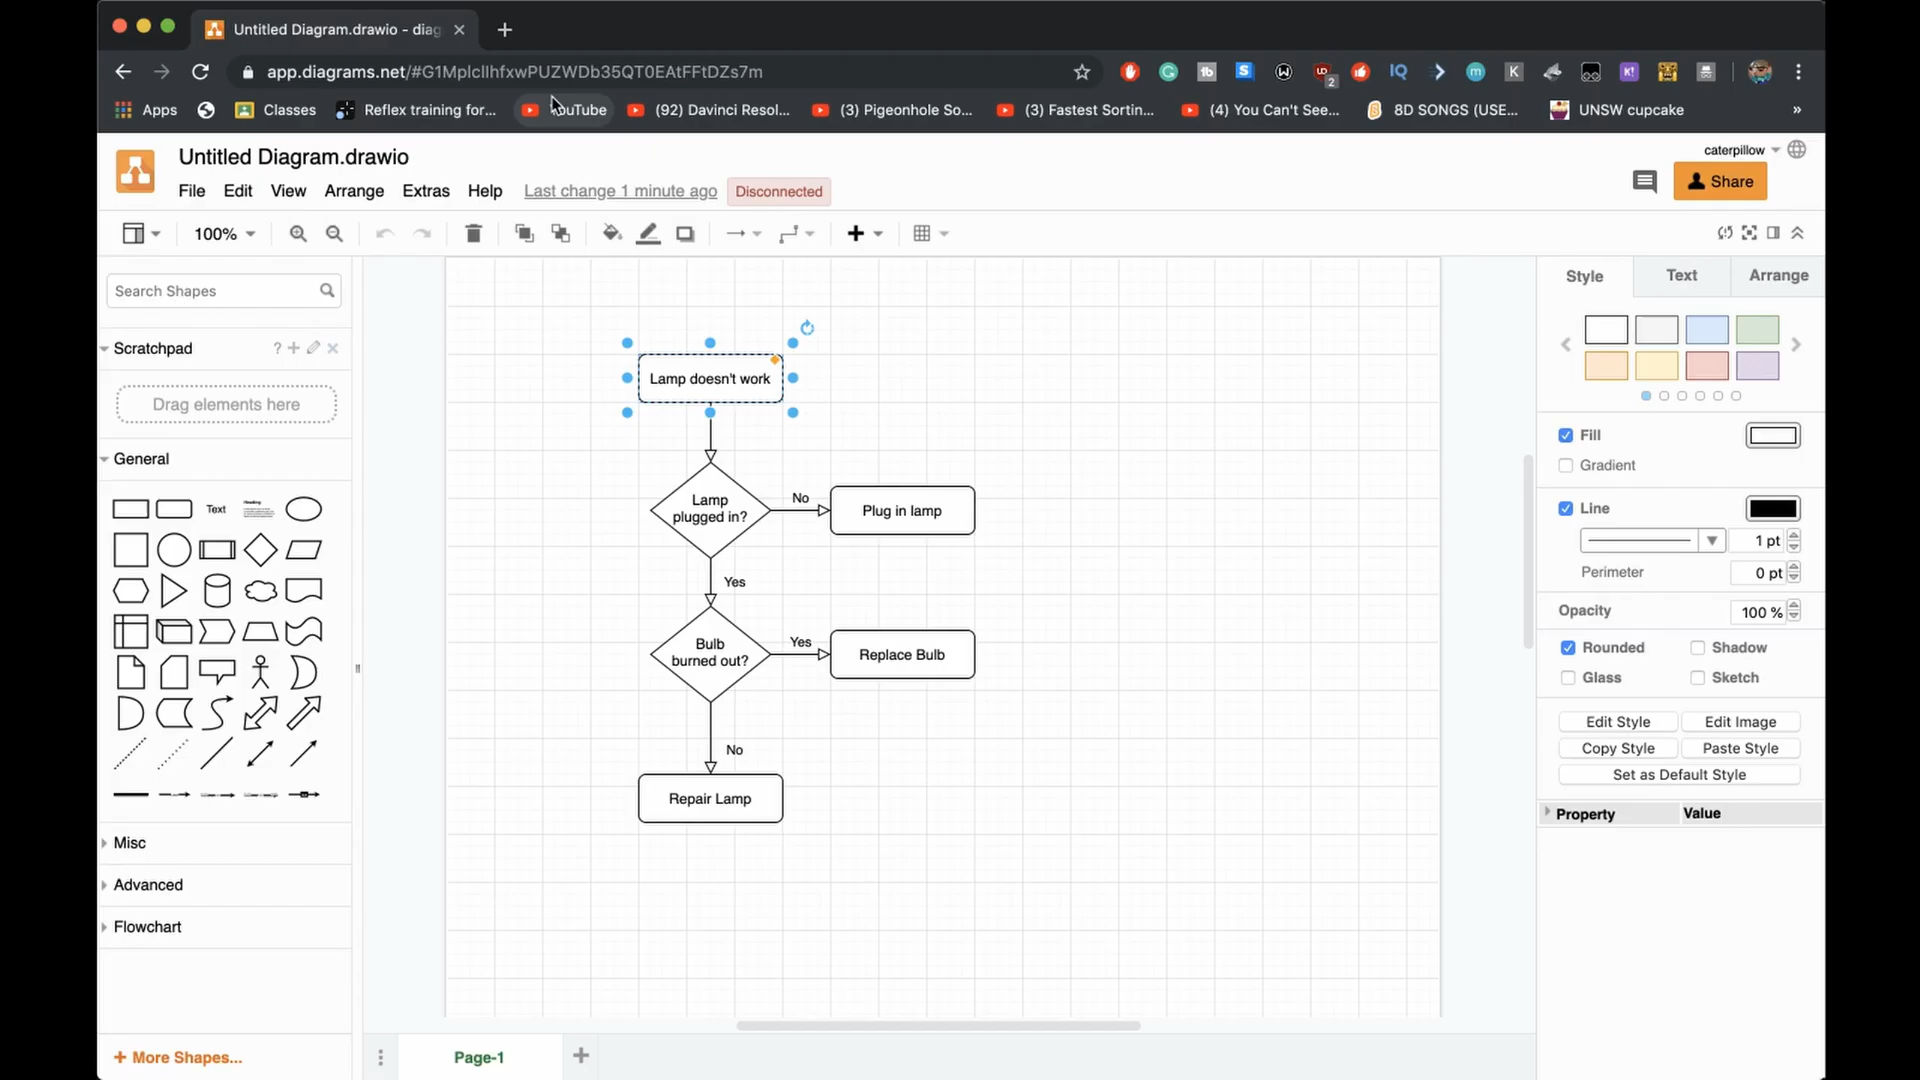 Untitled Diagram.drawio - diag
app.diagrams.net/#G1MplcIlhfxwPUZWDb35QT0EAtFFtDZs7m
Apps
Classes
Reflex training for...
YouTube
(92) Davinci Resol...
(3) Pigeonhole So...
(3) Fastest Sortin...
(4) You Can't See...
8D SONGS (USE...
UNSW cupcake
»
Untitled Diagram.drawio
caterpillow
File Edit View Arrange Extras Help Last change 1 minute ago Disconnected
Share
100%
Search Shapes
Scratchpad
?
Drag elements here
General
Text
Heading
Misc
Advanced
Flowchart
+ More Shapes...
Lamp doesn't work
Lamp
plugged in?
No
Plug in lamp
Yes
Bulb
burned out?
Yes
Replace Bulb
No
Repair Lamp
Page-1
Style Text Arrange
Fill
Gradient
Line
1 pt
Perimeter 0 pt
Opacity 100 %
Rounded Shadow
Glass Sketch
Edit Style Edit Image
Copy Style Paste Style
Set as Default Style
Property Value